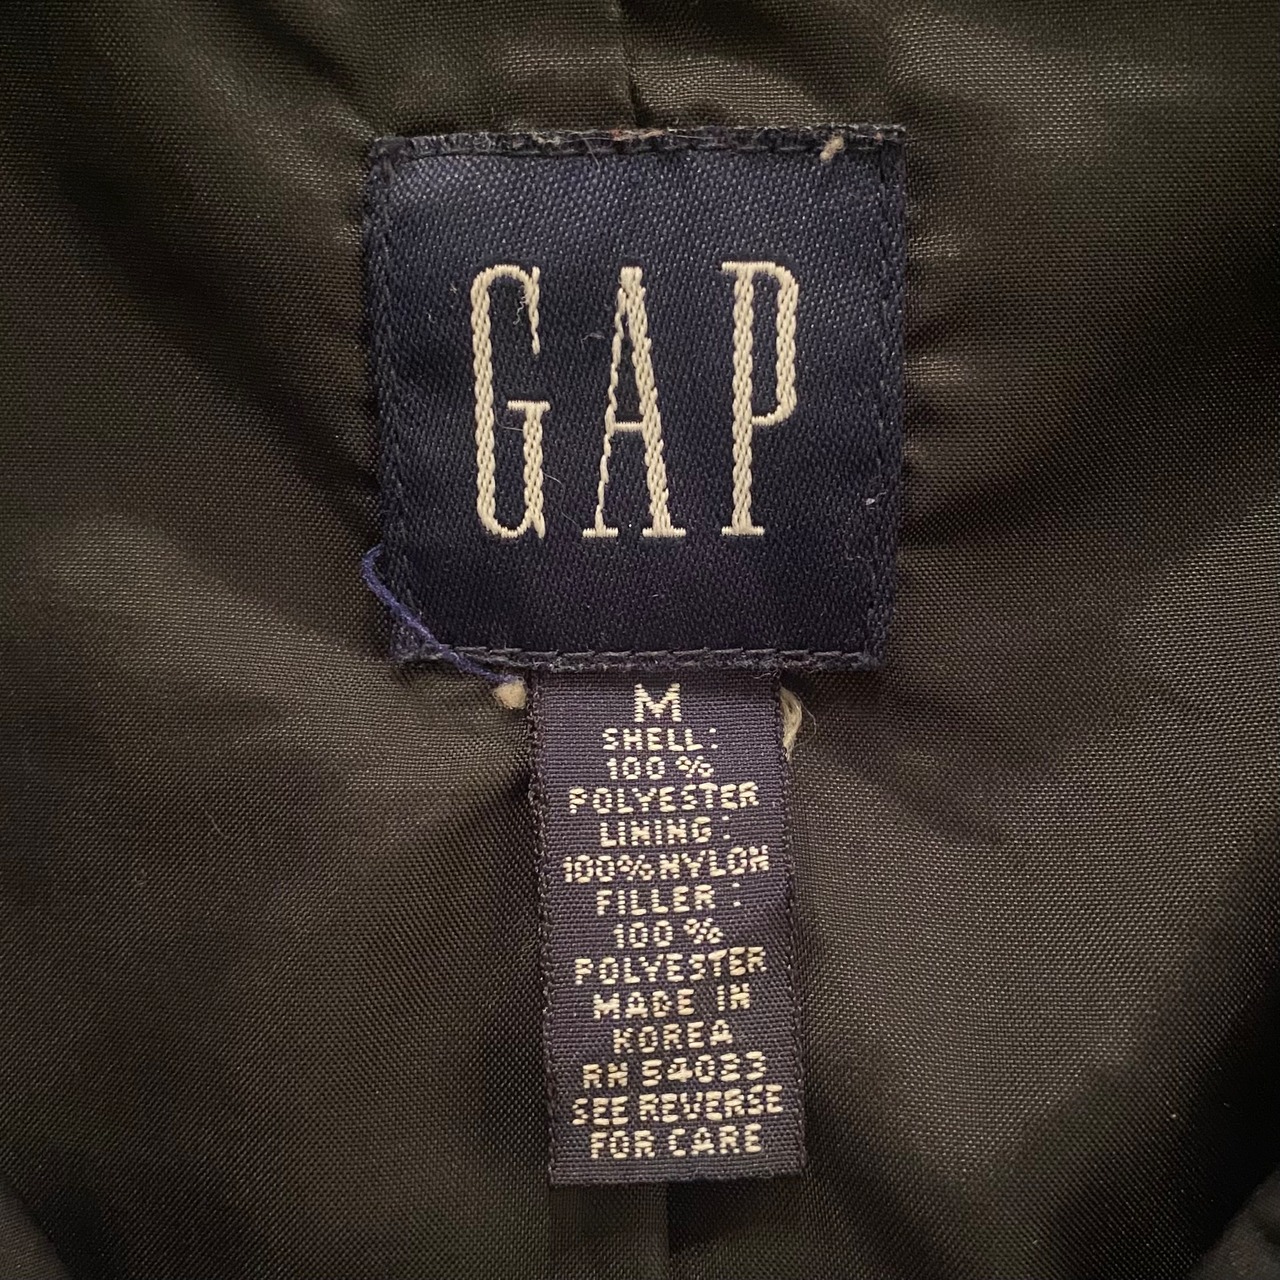 GAP
M
SHELL:
100 %
POLYESTER
LINING:
100% NYLON
FILLER:
100 %
POLYESTER
MADE IN
KOREA
RN 54023
SEE REVERSE
FOR CARE